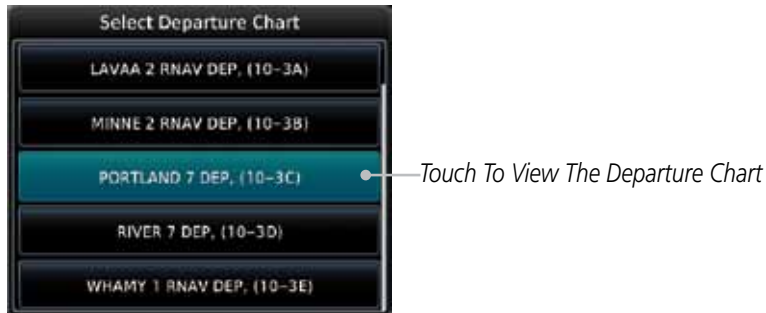 Select Departure Chart
LAVAA 2 RNAV DEP, (10-3A)
MINNE 2 RNAV DEP, (10-3B)
PORTLAND 7 DEP, (10-3C)
Touch To View The Departure Chart
RIVER 7 DEP, (10-3D)
WHAMY 1 RNAV DEP, (10-3E)